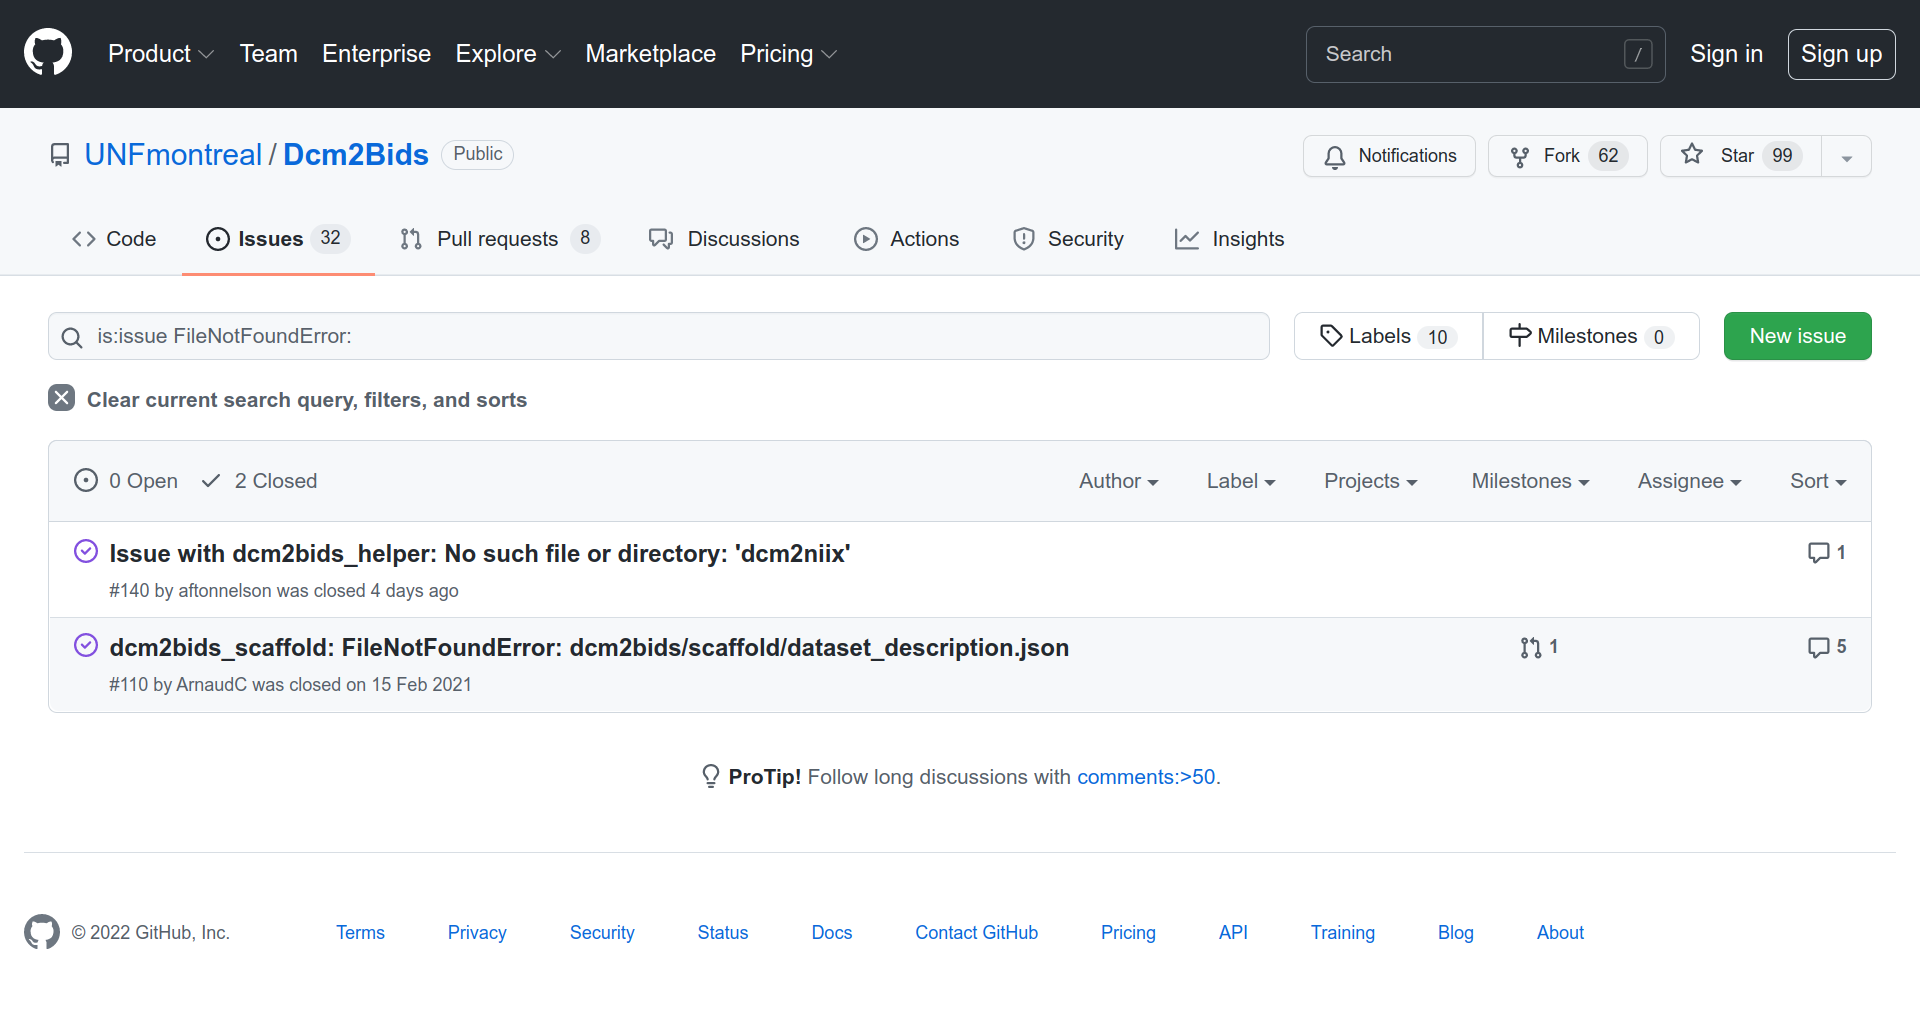 Product Team Enterprise Explore Marketplace Pricing Search / Sign in Sign up
UNFmontreal / Dcm2Bids Public Notifications Fork 62 Star 99
Code Issues 32 Pull requests 8 Discussions Actions Security Insights
is:issue FileNotFoundError: Labels 10 Milestones 0 New issue
Clear current search query, filters, and sorts
0 Open 2 Closed Author Label Projects Milestones Assignee Sort
Issue with dcm2bids_helper: No such file or directory: 'dcm2niix' 1
#140 by aftonnelson was closed 4 days ago
dcm2bids_scaffold: FileNotFoundError: dcm2bids/scaffold/dataset_description.json 1 5
#110 by ArnaudC was closed on 15 Feb 2021
ProTip! Follow long discussions with comments:>50.
© 2022 GitHub, Inc. Terms Privacy Security Status Docs Contact GitHub Pricing API Training Blog About